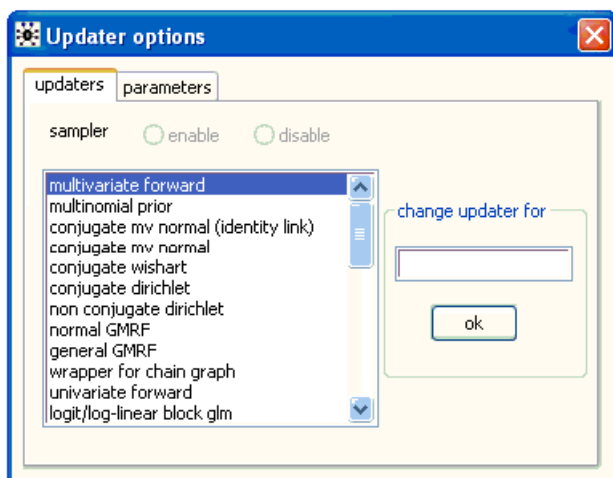 Updater options
updaters
parameters
sampler
enable
disable
multivariate forward
multinomial prior
conjugate mv normal (identity link)
conjugate mv normal
conjugate wishart
conjugate dirichlet
non conjugate dirichlet
normal GMRF
general GMRF
wrapper for chain graph
univariate forward
logit/log-linear block glm
change updater for
ok